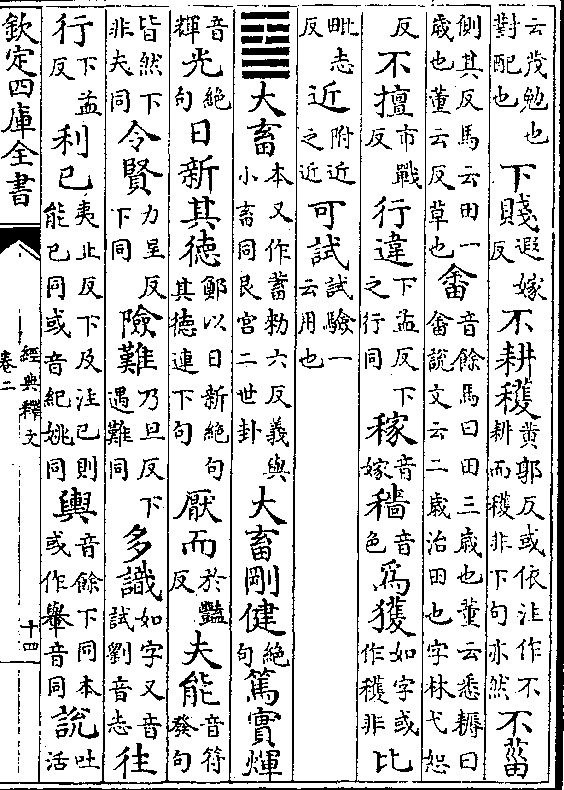 云茂勉也對配也下賤遐嫁反不耕穫黃郭反或依注作不耕而穫非下句亦然不菑
側其反馬云田一歲也董云反草也畬音餘馬曰田三歲也董云悉耨曰畬說文云二歲治田也字林弋恕
反不擅市戰反行違下孟反下之行同稼音嫁穡音色為獲如字或作穫非比
毗志反近附近之近可試試驗一云用也
䷙大畜本又作蓄勑六反義與小畜同艮宫二世卦大畜剛健絶句篤實輝
音輝光絶句日新其德鄭以日新絶句其德連下句厭而於豔反夫能音符發句
皆然下非夫同令賢力呈反下同險難乃旦反下遇難同多識如字又音試劉音志往
行下孟反利已夷止反下及注已則能已同或音紀姚同輿音餘下同本或作轝音同說吐活
欽定四庫全書
經典釋文
卷二
十四